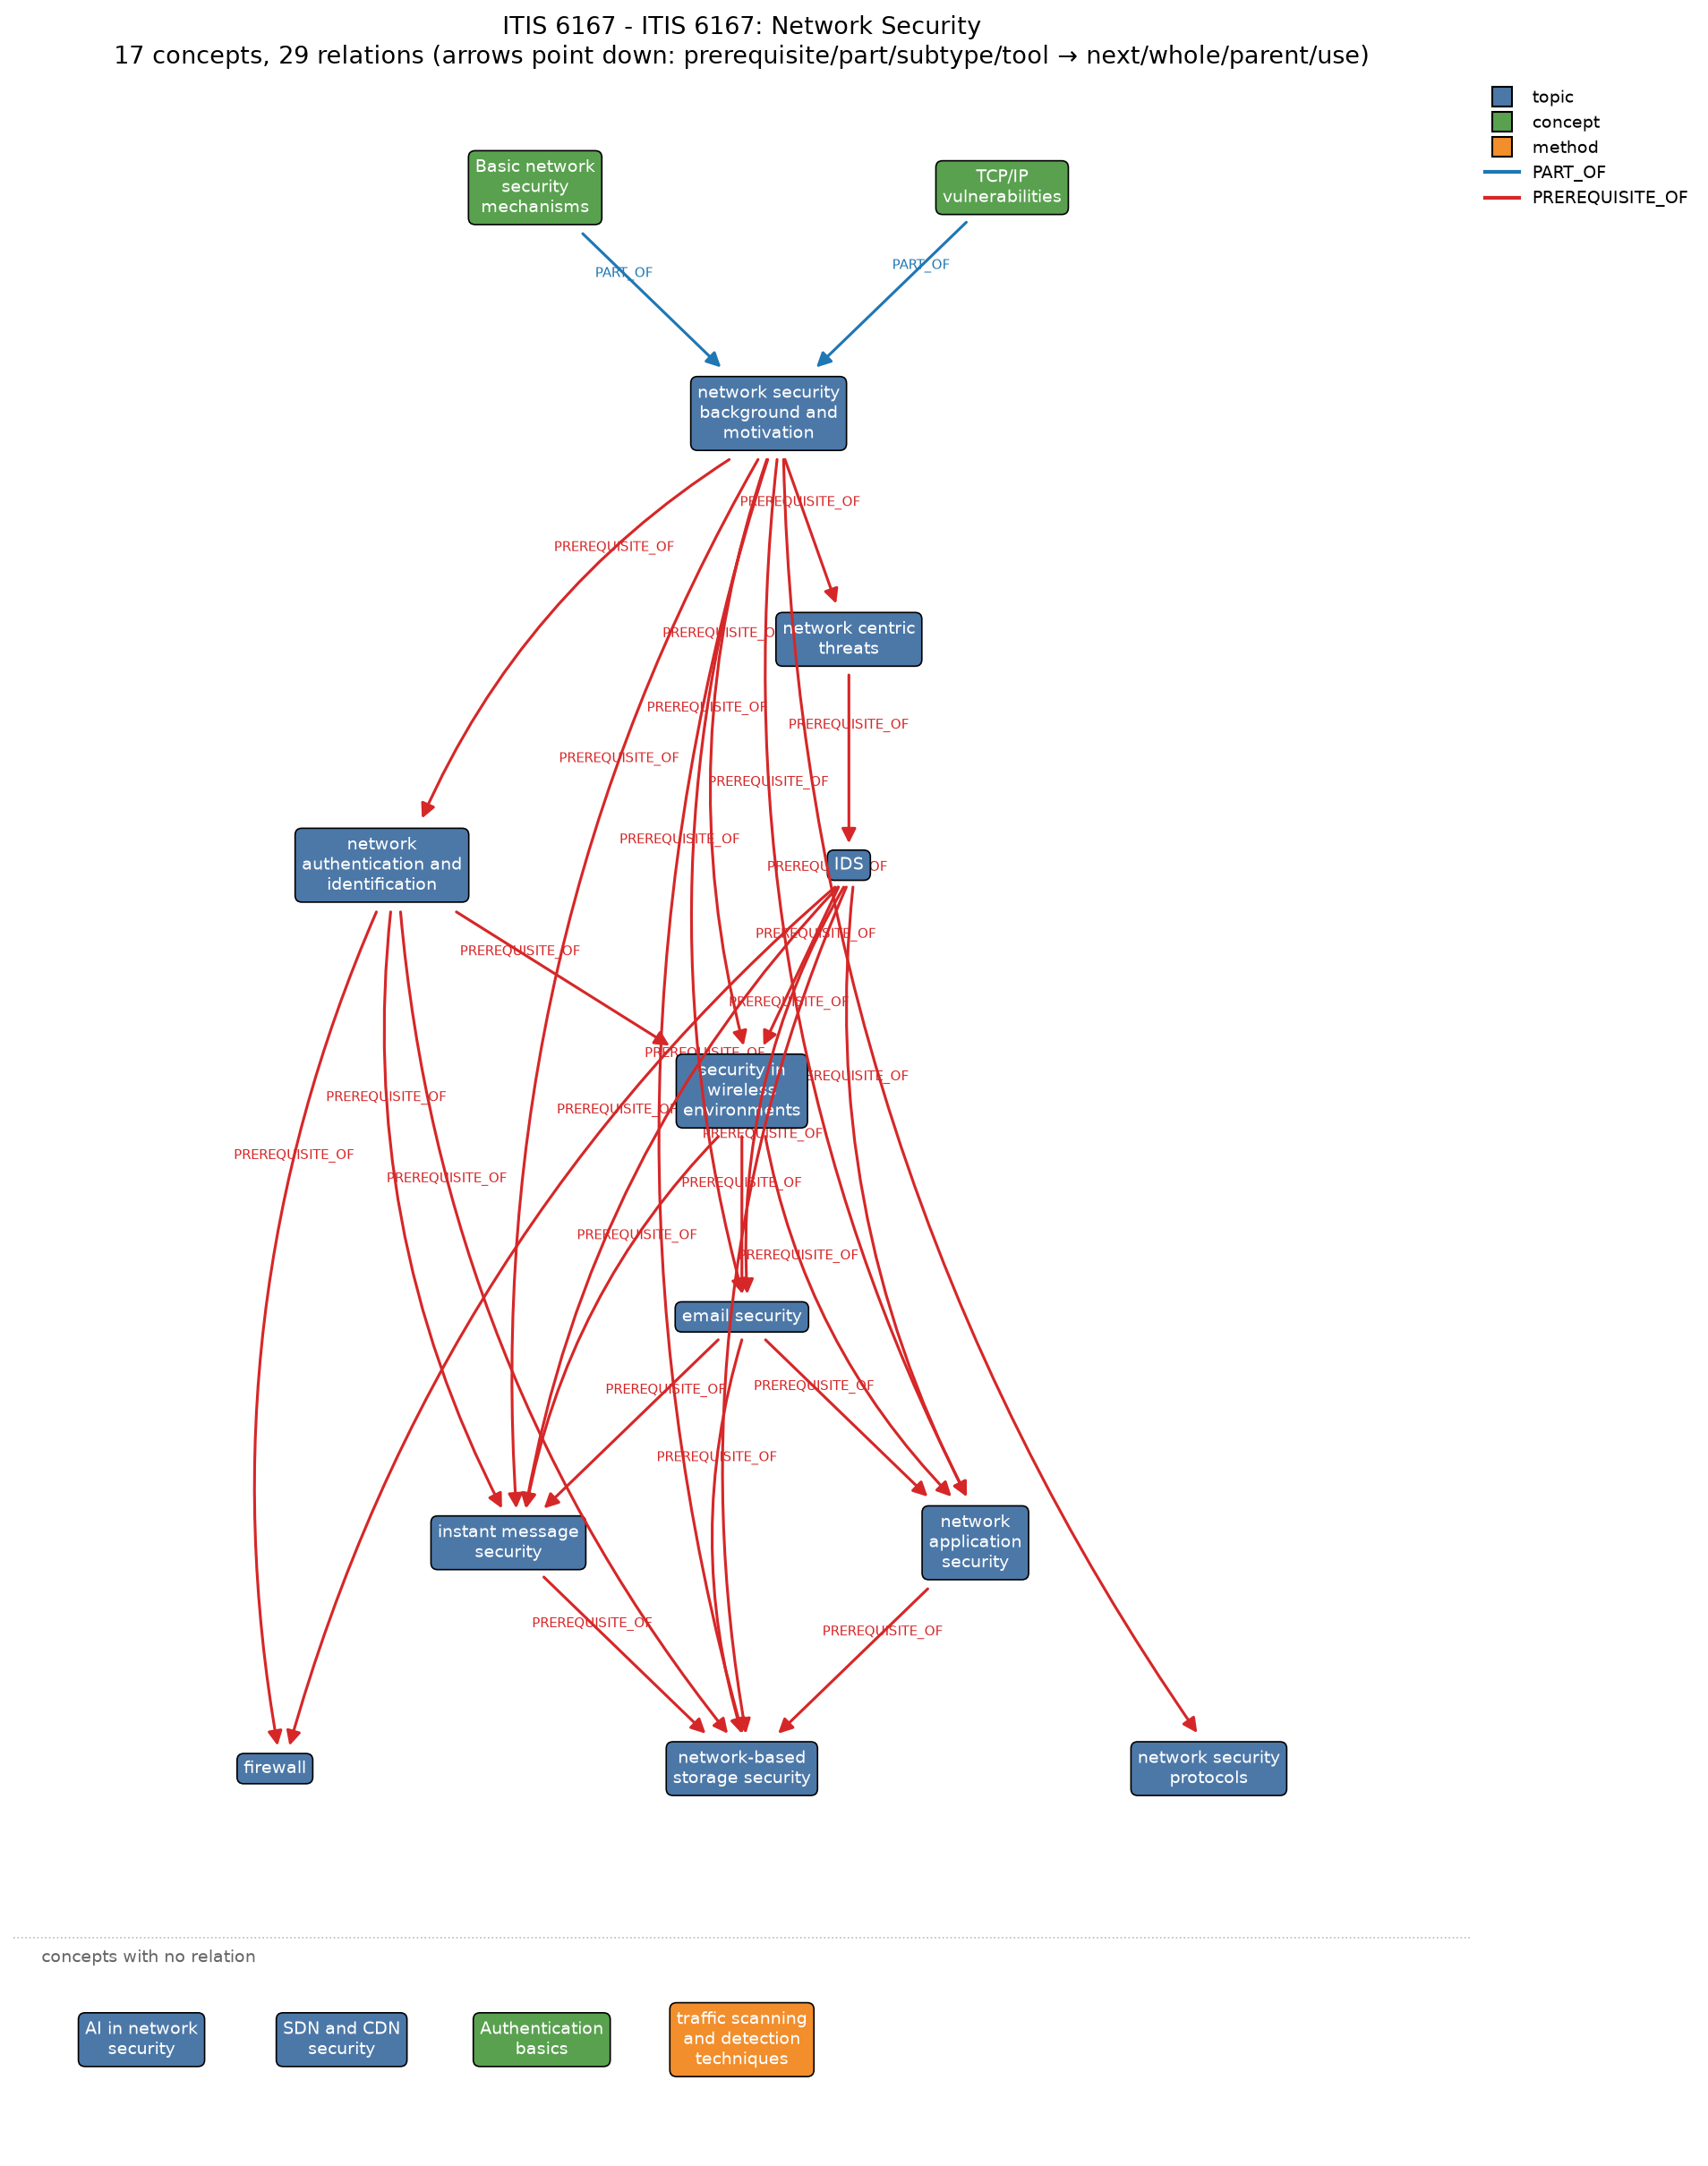 ITIS 6167 - ITIS 6167: Network Security
17 concepts, 29 relations (arrows point down: prerequisite/part/subtype/tool → next/whole/parent/use)
topic
concept
method
PART_OF
PREREQUISITE_OF
Basic network
security
mechanisms
TCP/IP
vulnerabilities
PART_OF
PART_OF
network security
background and
motivation
PREREQUISITE_OF
PREREQUISITE_OF
network centric
threats
PREREQUISITE_OF
PREREQUISITE_OF
PREREQUISITE_OF
PREREQUISITE_OF
PREREQUISITE_OF
PREREQUISITE_OF
network
authentication and
identification
IDS
PREREQUISITE_OF
PREREQUISITE_OF
PREREQUISITE_OF
PREREQUISITE_OF
PREREQUISITE_OF
security in
wireless
environments
PREREQUISITE_OF
PREREQUISITE_OF
PREREQUISITE_OF
PREREQUISITE_OF
PREREQUISITE_OF
PREREQUISITE_OF
PREREQUISITE_OF
PREREQUISITE_OF
PREREQUISITE_OF
email security
PREREQUISITE_OF
PREREQUISITE_OF
PREREQUISITE_OF
instant message
security
network
application
security
PREREQUISITE_OF
PREREQUISITE_OF
firewall
network-based
storage security
network security
protocols
concepts with no relation
AI in network
security
SDN and CDN
security
Authentication
basics
traffic scanning
and detection
techniques